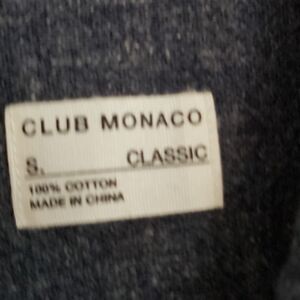 CLUB MONACO
S. CLASSIC
100% COTTON
MADE IN CHINA